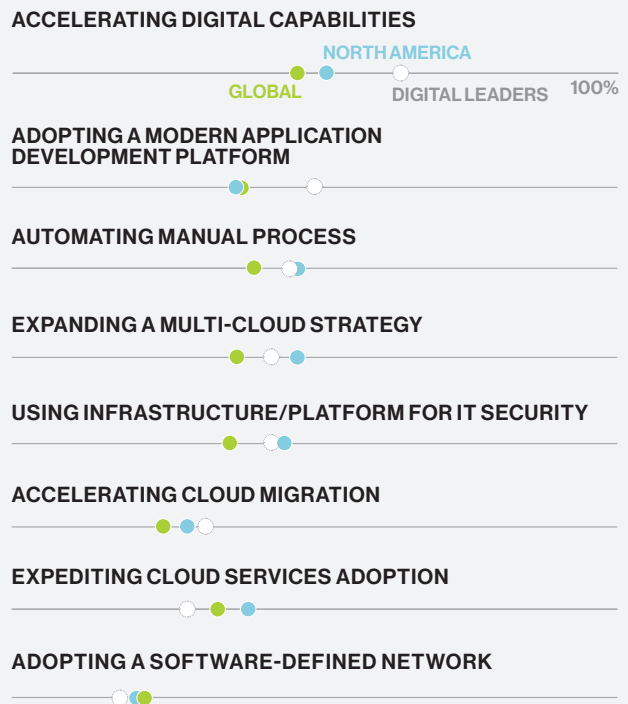 ACCELERATING DIGITAL CAPABILITIES
NORTH AMERICA
GLOBAL
DIGITAL LEADERS
100%
ADOPTING A MODERN APPLICATION
DEVELOPMENT PLATFORM
AUTOMATING MANUAL PROCESS
EXPANDING A MULTI-CLOUD STRATEGY
USING INFRASTRUCTURE/PLATFORM FOR IT SECURITY
ACCELERATING CLOUD MIGRATION
EXPEDITING CLOUD SERVICES ADOPTION
ADOPTING A SOFTWARE-DEFINED NETWORK